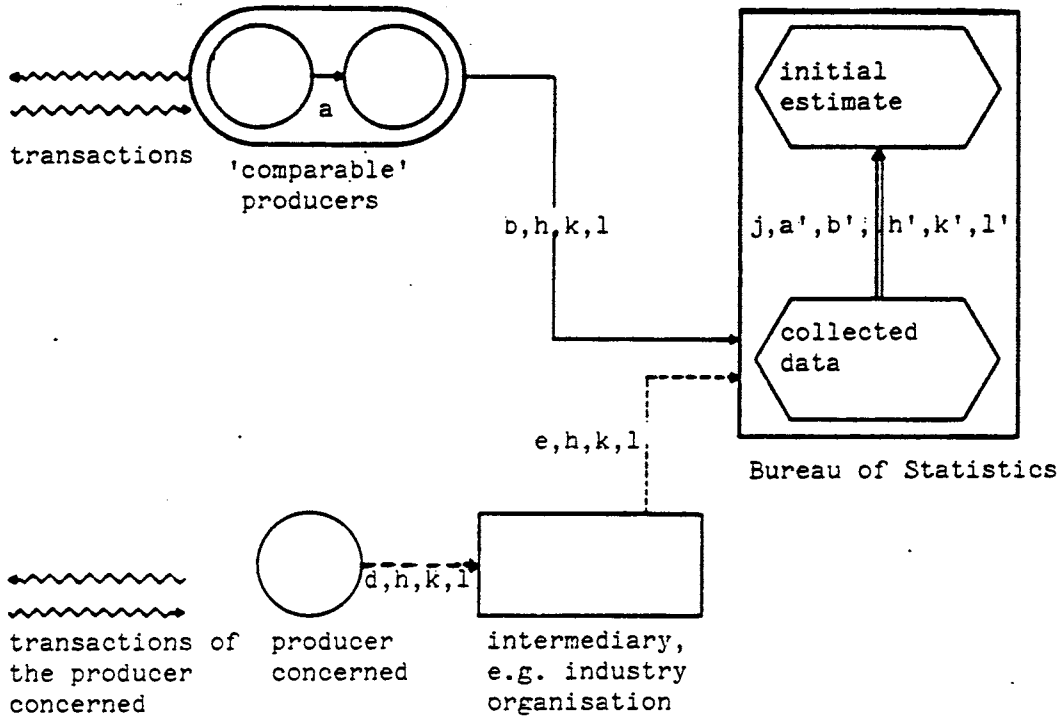 initial
estimate
a
transactions
'comparable'
producers
b,h,k,l
j,a',b'; h',k',l'
collected
data
e,h,k,l
Bureau of Statistics
d,h,k,l
transactions of
the producer
concerned
producer
concerned
intermediary,
e.g. industry
organisation